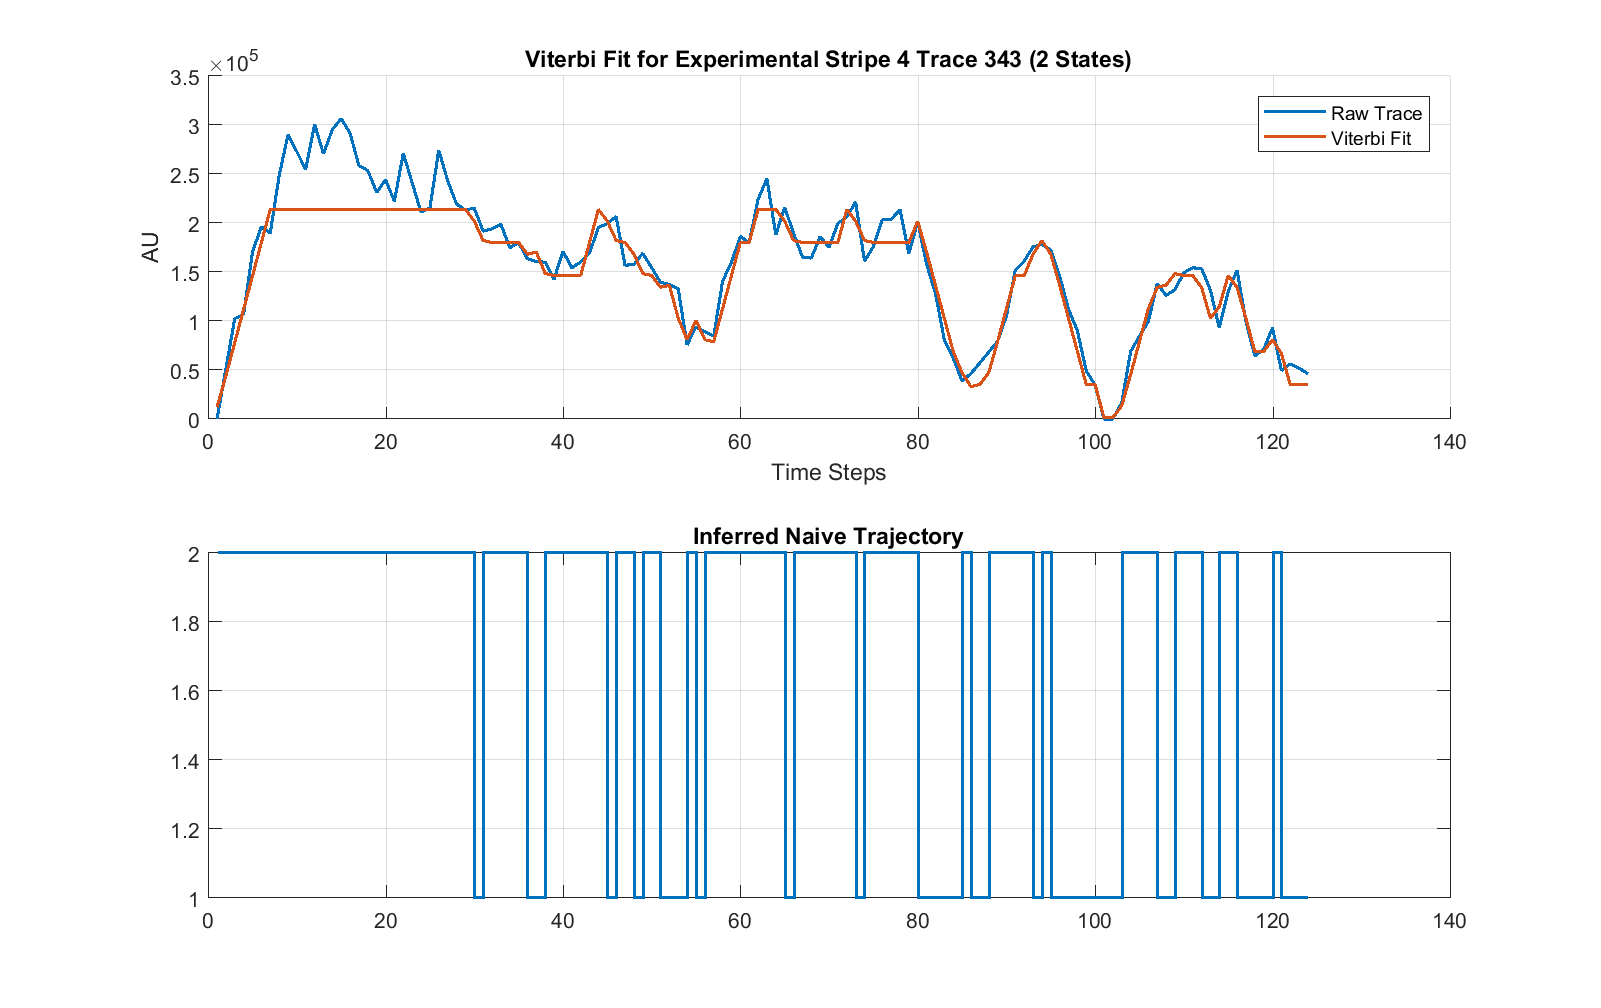 Viterbi Fit for Experimental Stripe 4 Trace 343 (2 States)
×10^5
3.5
3
2.5
2
1.5
1
0.5
0
AU
Raw Trace
Viterbi Fit
0 20 40 60 80 100 120 140
Time Steps
Inferred Naive Trajectory
2
1.8
1.6
1.4
1.2
1
0 20 40 60 80 100 120 140